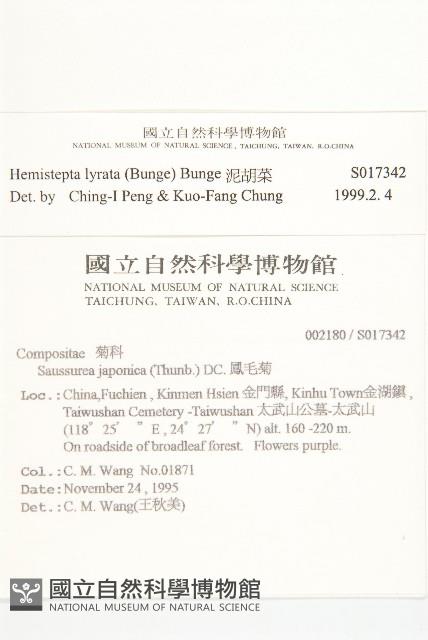 國立自然科學博物館
NATIONAL MUSEUM OF NATURAL SCIENCE, TAICHUNG, TAIWAN, R.O.CHINA
Hemistepta lyrata (Bunge) Bunge 泥胡菜 S017342
Det. by Ching-I Peng & Kuo-Fang Chung 1999.2. 4
國立自然科學博物館
NATIONAL MUSEUM OF NATURAL SCIENCE
TAICHUNG, TAIWAN, R.O.CHINA
002180 / S017342
Compositae 菊科
Saussurea japonica (Thunb.) DC. 鳳毛菊
Loc.:China,Fuchien , Kinmen Hsien 金門縣, Kinhu Town金湖鎮 ,
Taiwushan Cemetery -Taiwushan 太武山公墓-太武山
(118° 25′ ″ E , 24° 27′ ″ N) alt. 160 -220 m.
On roadside of broadleaf forest. Flowers purple.
Col.:C. M. Wang No.01871
Date:November 24 , 1995
Det.:C. M. Wang(王秋美)
國立自然科學博物館
NATIONAL MUSEUM OF NATURAL SCIENCE